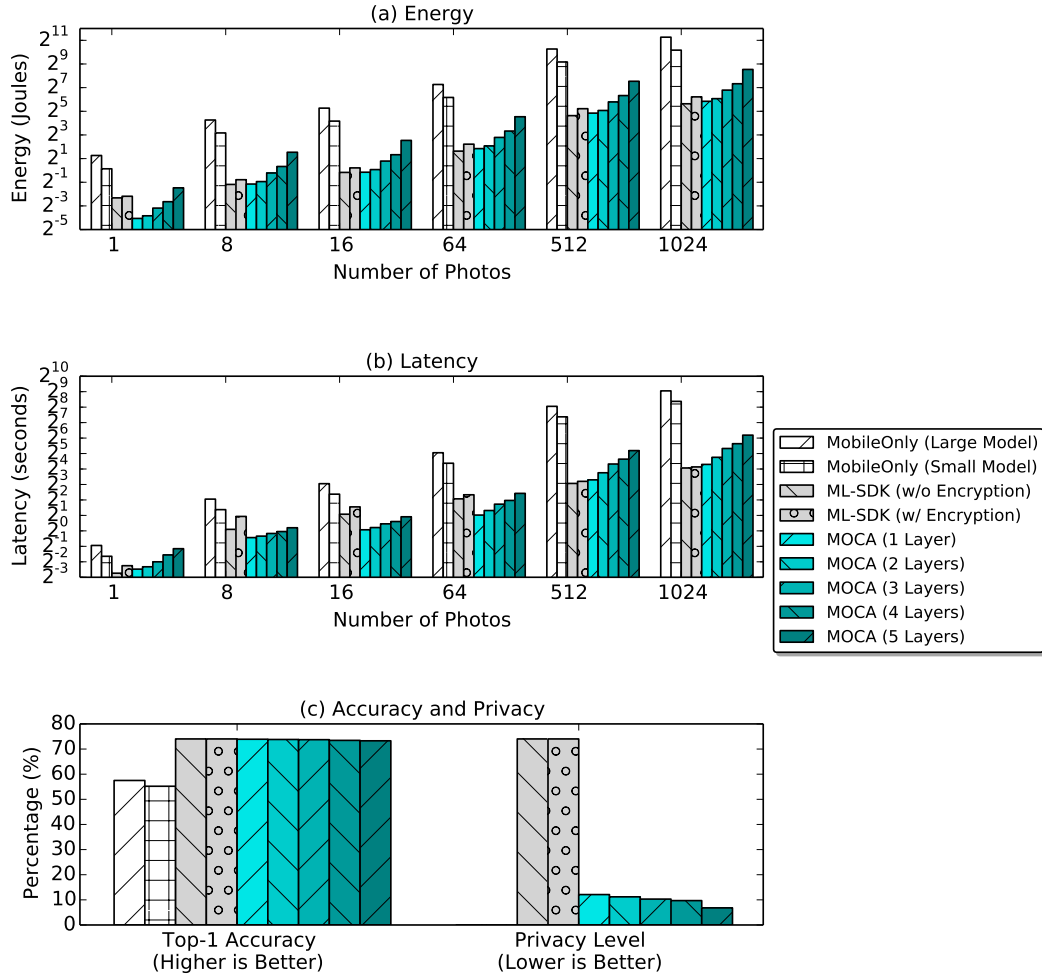 (a) Energy
2^11
2^9
2^7
2^5
2^3
2^1
2^-1
2^-3
2^-5
Energy (Joules)
1 8 16 64 512 1024
Number of Photos
(b) Latency
2^10
2^9
2^8
2^7
2^6
2^5
2^4
2^3
2^2
2^1
2^0
2^-1
2^-2
2^-3
Latency (seconds)
1 8 16 64 512 1024
Number of Photos
MobileOnly (Large Model)
MobileOnly (Small Model)
ML-SDK (w/o Encryption)
ML-SDK (w/ Encryption)
MOCA (1 Layer)
MOCA (2 Layers)
MOCA (3 Layers)
MOCA (4 Layers)
MOCA (5 Layers)
(c) Accuracy and Privacy
80
70
60
50
40
30
20
10
0
Percentage (%)
Top-1 Accuracy
(Higher is Better)
Privacy Level
(Lower is Better)